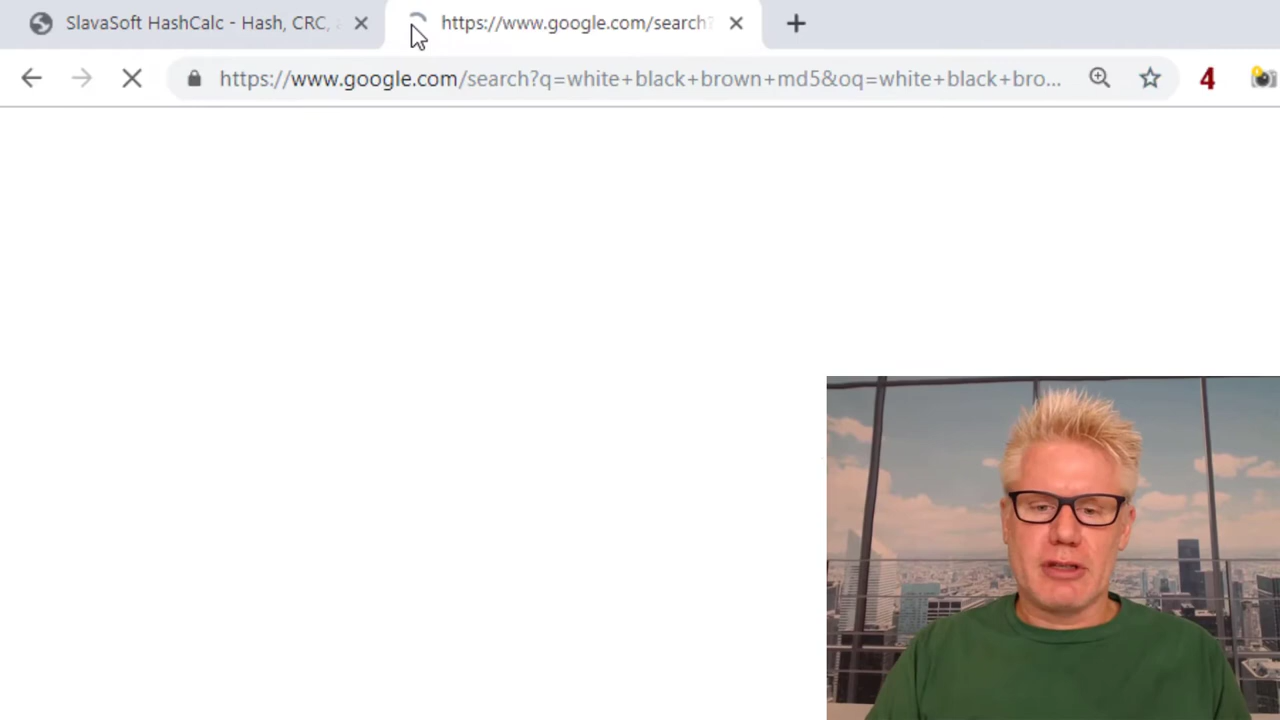 SlavaSoft HashCalc - Hash, CRC,
https://www.google.com/search?
https://www.google.com/search?q=white+black+brown+md5&oq=white+black+bro...
4